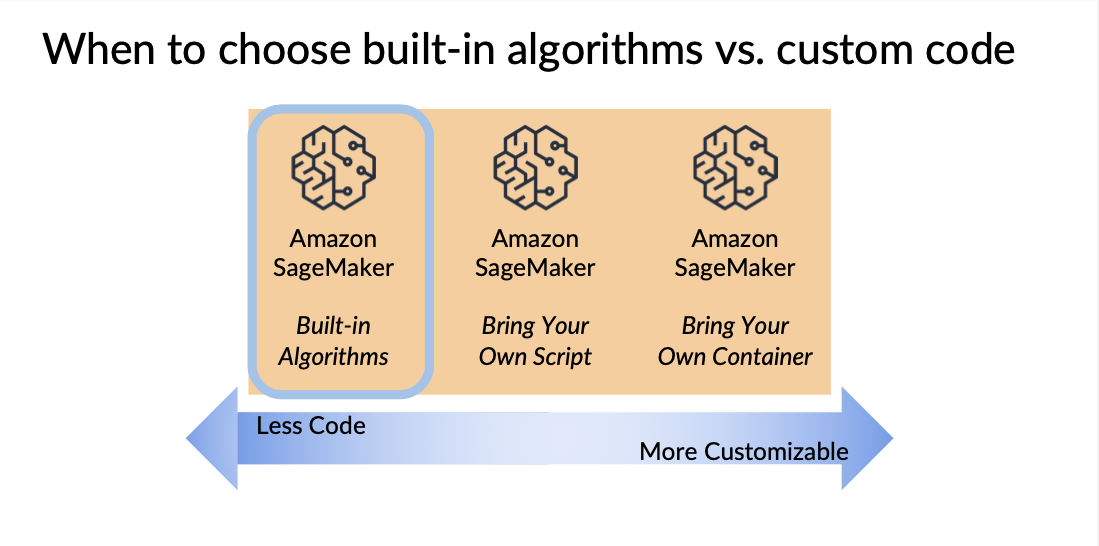 When to choose built-in algorithms vs. custom code
Amazon
SageMaker
Built-in
Algorithms
Amazon
SageMaker
Bring Your
Own Script
Amazon
SageMaker
Bring Your
Own Container
Less Code
More Customizable